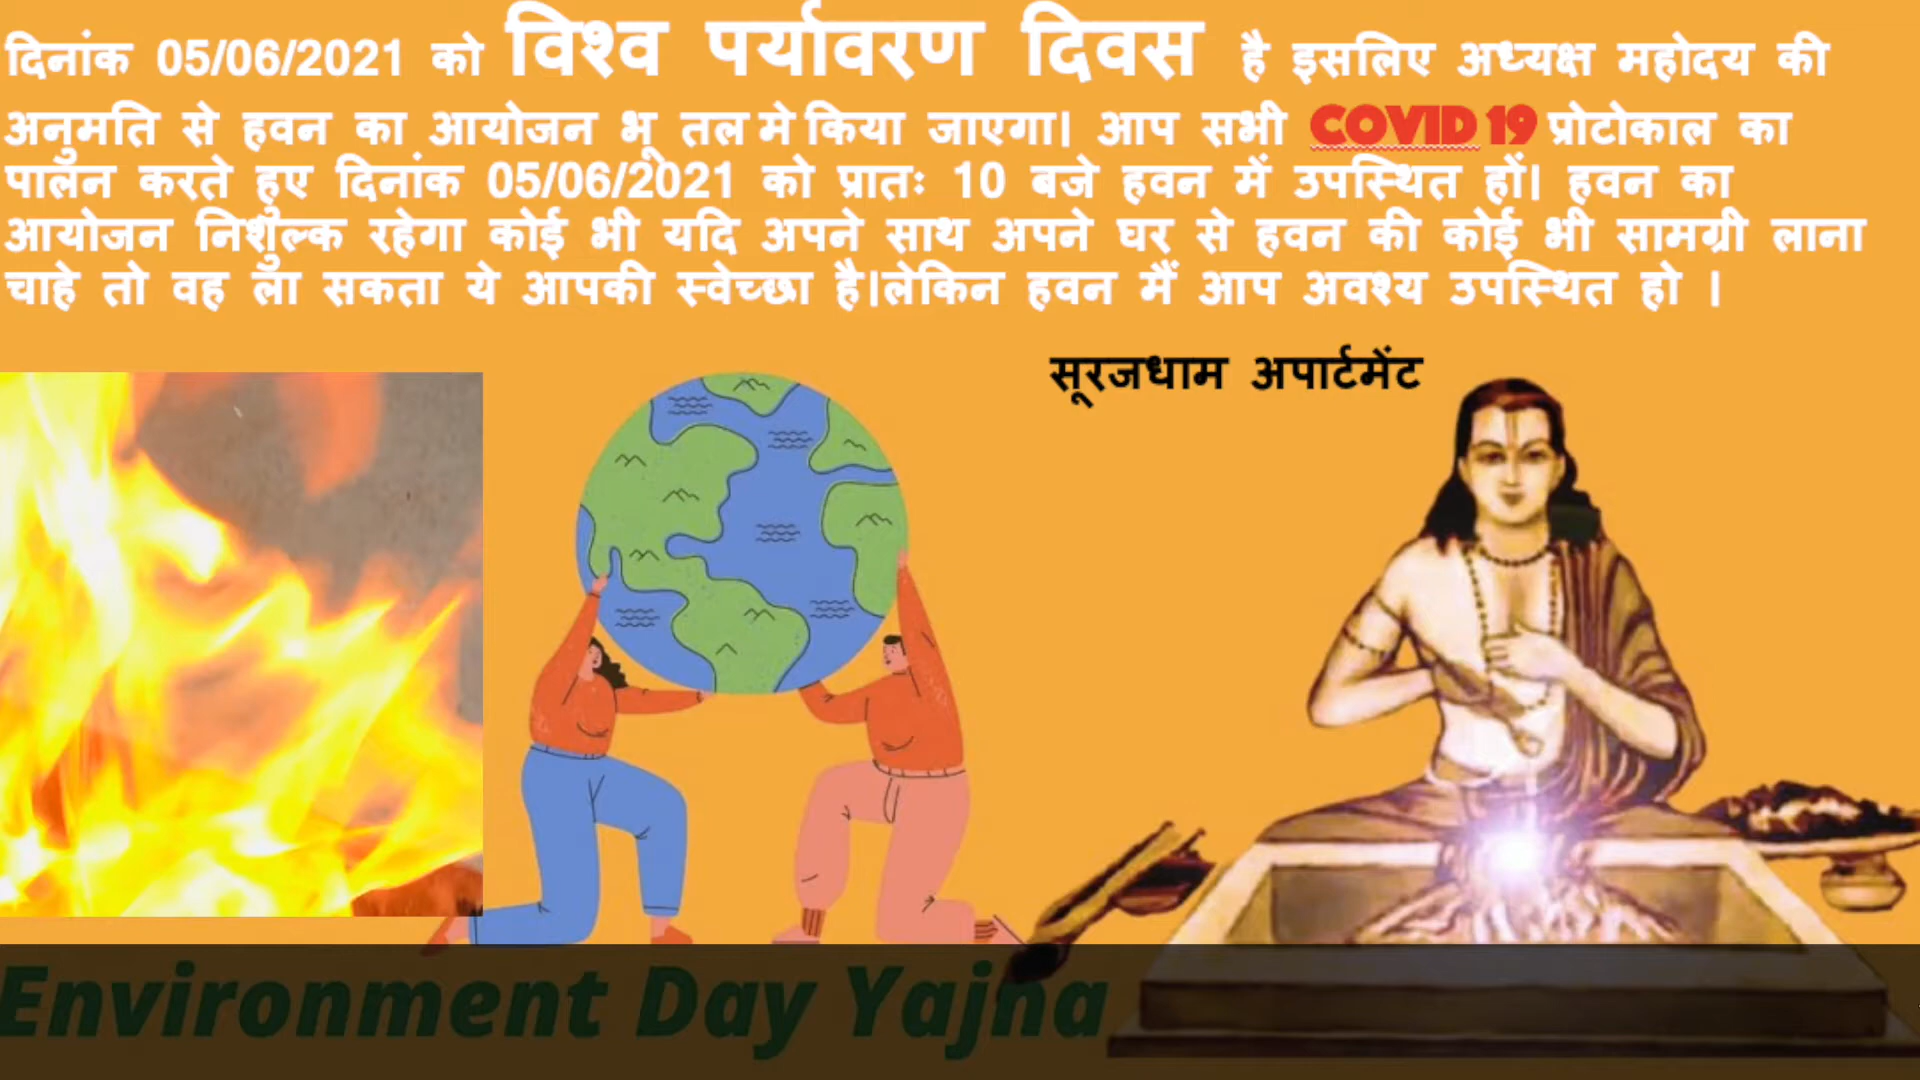 दिनांक 05/06/2021 को विश्व पर्यावरण दिवस है इसलिए अध्यक्ष महोदय की
अनुमति से हवन का आयोजन भू तल मे किया जाएगा। आप सभी COVID 19 प्रोटोकाल का
पालन करते हुए दिनांक 05/06/2021 को प्रातः 10 बजे हवन में उपस्थित हों। हवन का
आयोजन निशुल्क रहेगा कोई भी यदि अपने साथ अपने घर से हवन की कोई भी सामग्री लाना
चाहे तो वह ला सकता ये आपकी स्वेच्छा है।लेकिन हवन मैं आप अवश्य उपस्थित हो ।
सूरजधाम अपार्टमेंट
Environment Day Yajna